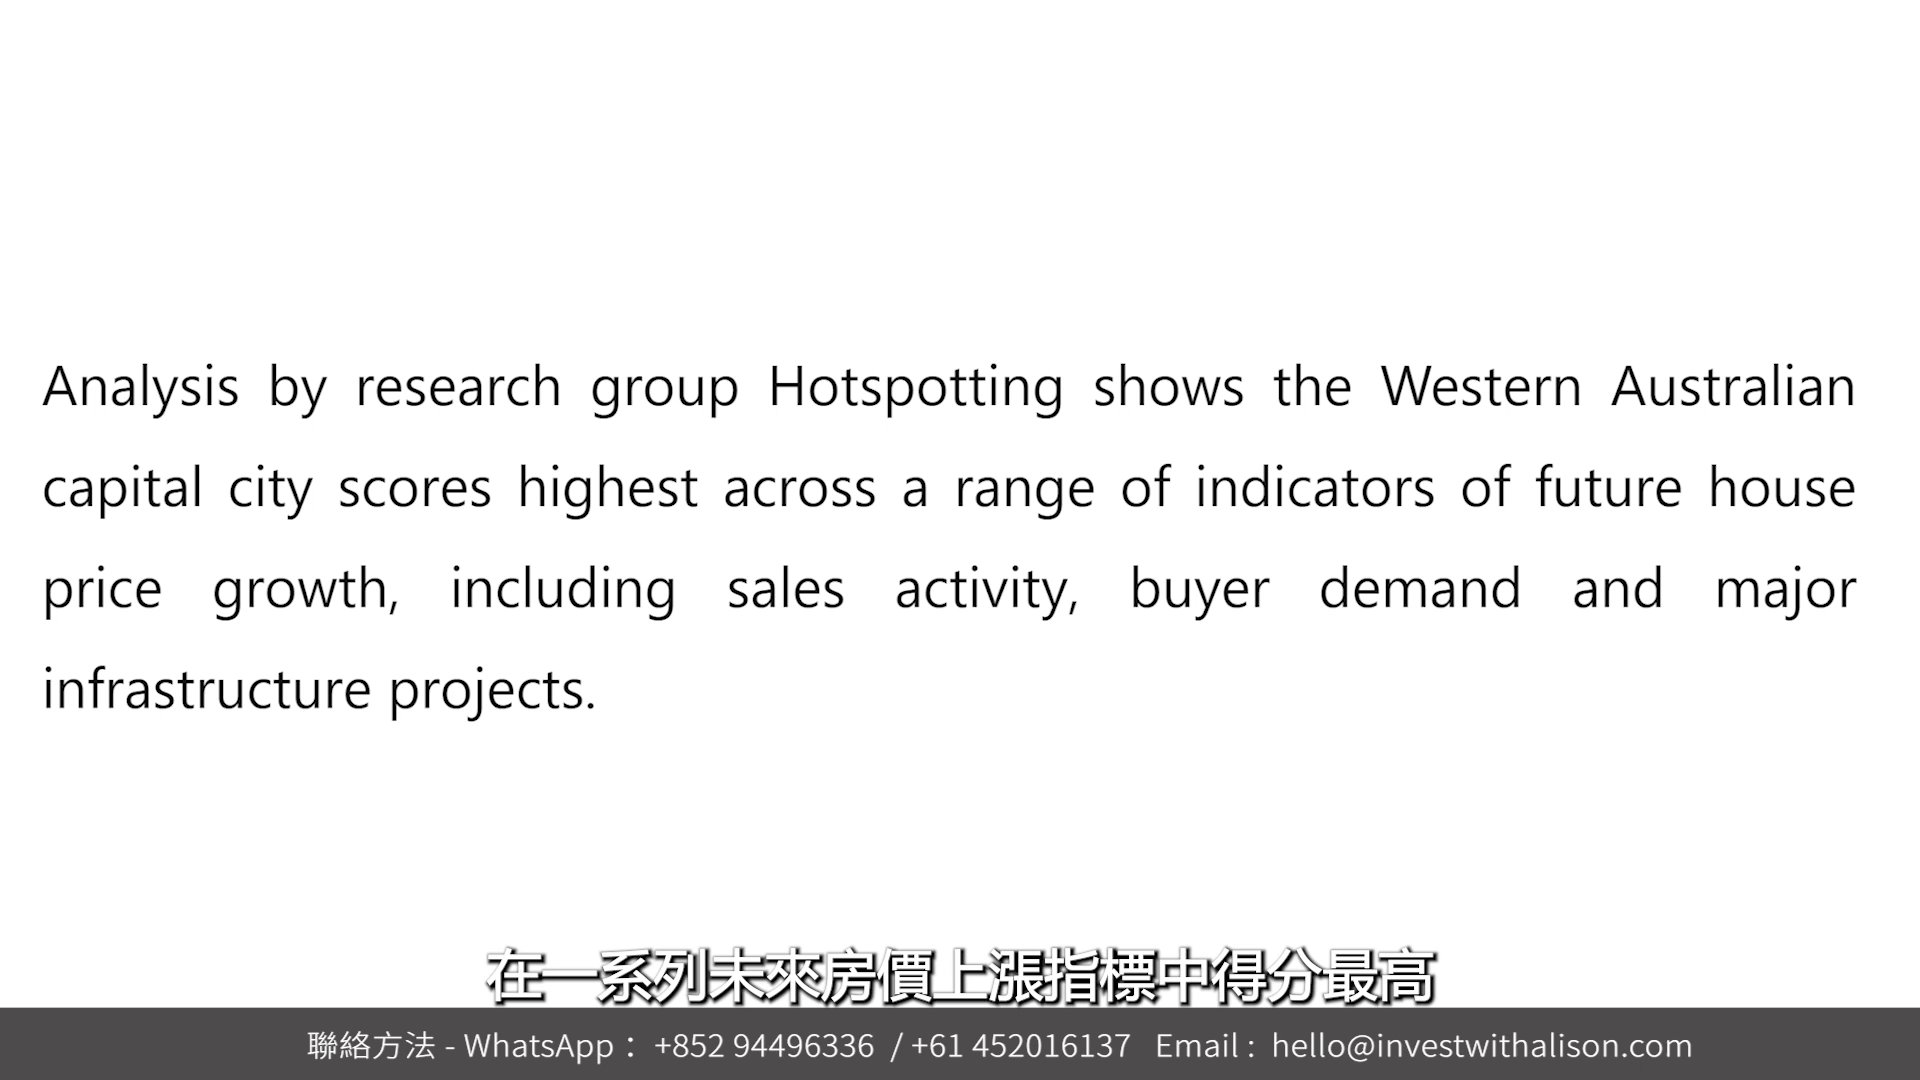 Analysis by research group Hotspotting shows the Western Australian
capital city scores highest across a range of indicators of future house
price growth, including sales activity, buyer demand and major
infrastructure projects.
在一系列未來房價上漲指標中得分最高
聯絡方法 - WhatsApp： +852 94496336 / +61 452016137 Email : hello@investwithalison.com